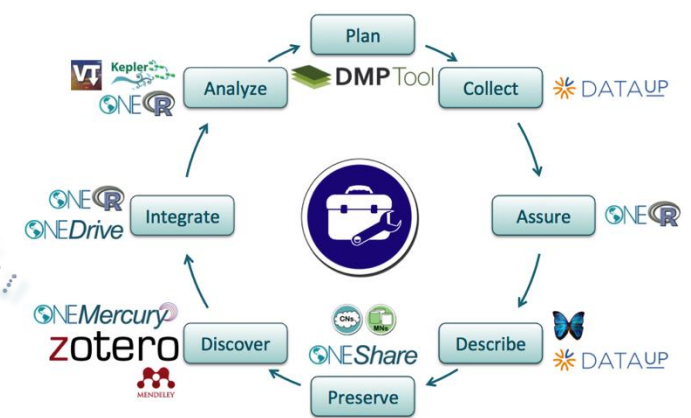 Plan
DMPTool
Collect
DATAUP
Assure
ONER
Describe
DATAUP
Preserve
CNs
MNs
ONEShare
Discover
ONEMercury
zotero
MENDELEY
Integrate
ONER
ONEDrive
Analyze
VT
Kepler
ONER